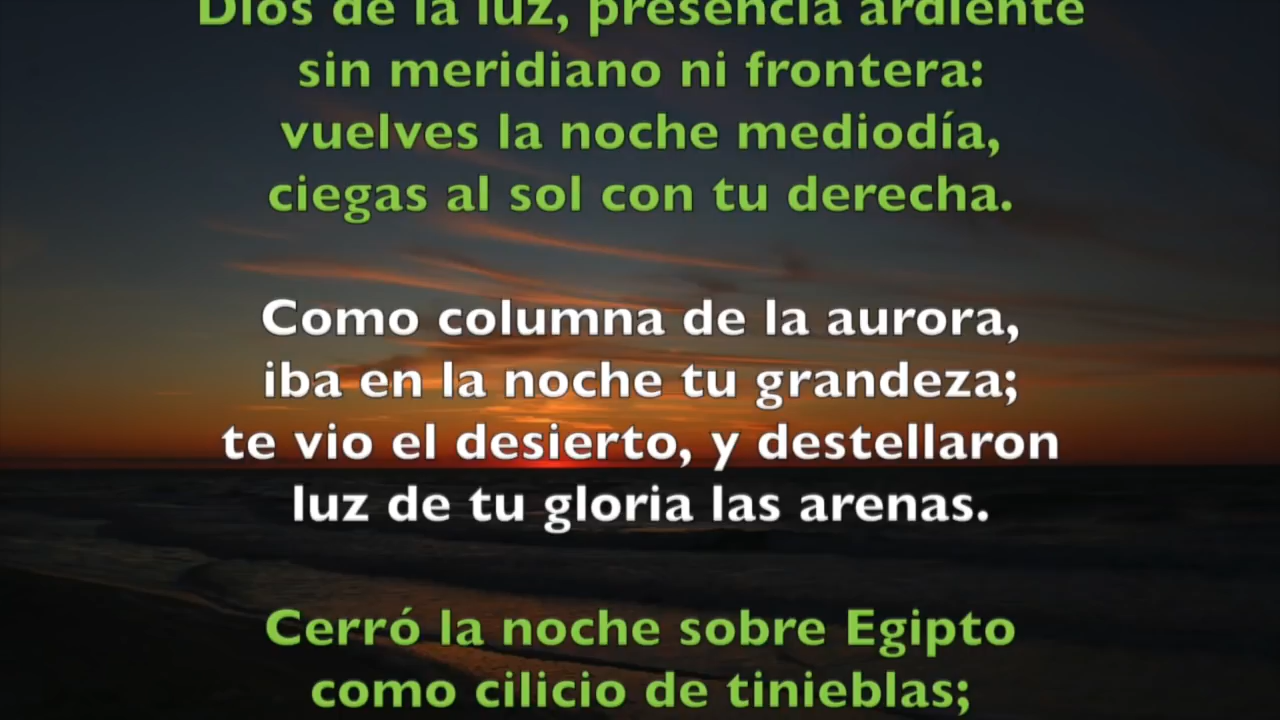 Dios de la luz, presencia ardiente
sin meridiano ni frontera:
vuelves la noche mediodía,
ciegas al sol con tu derecha.
Como columna de la aurora,
iba en la noche tu grandeza;
te vio el desierto, y destellaron
luz de tu gloria las arenas.
Cerró la noche sobre Egipto
como cilicio de tinieblas;